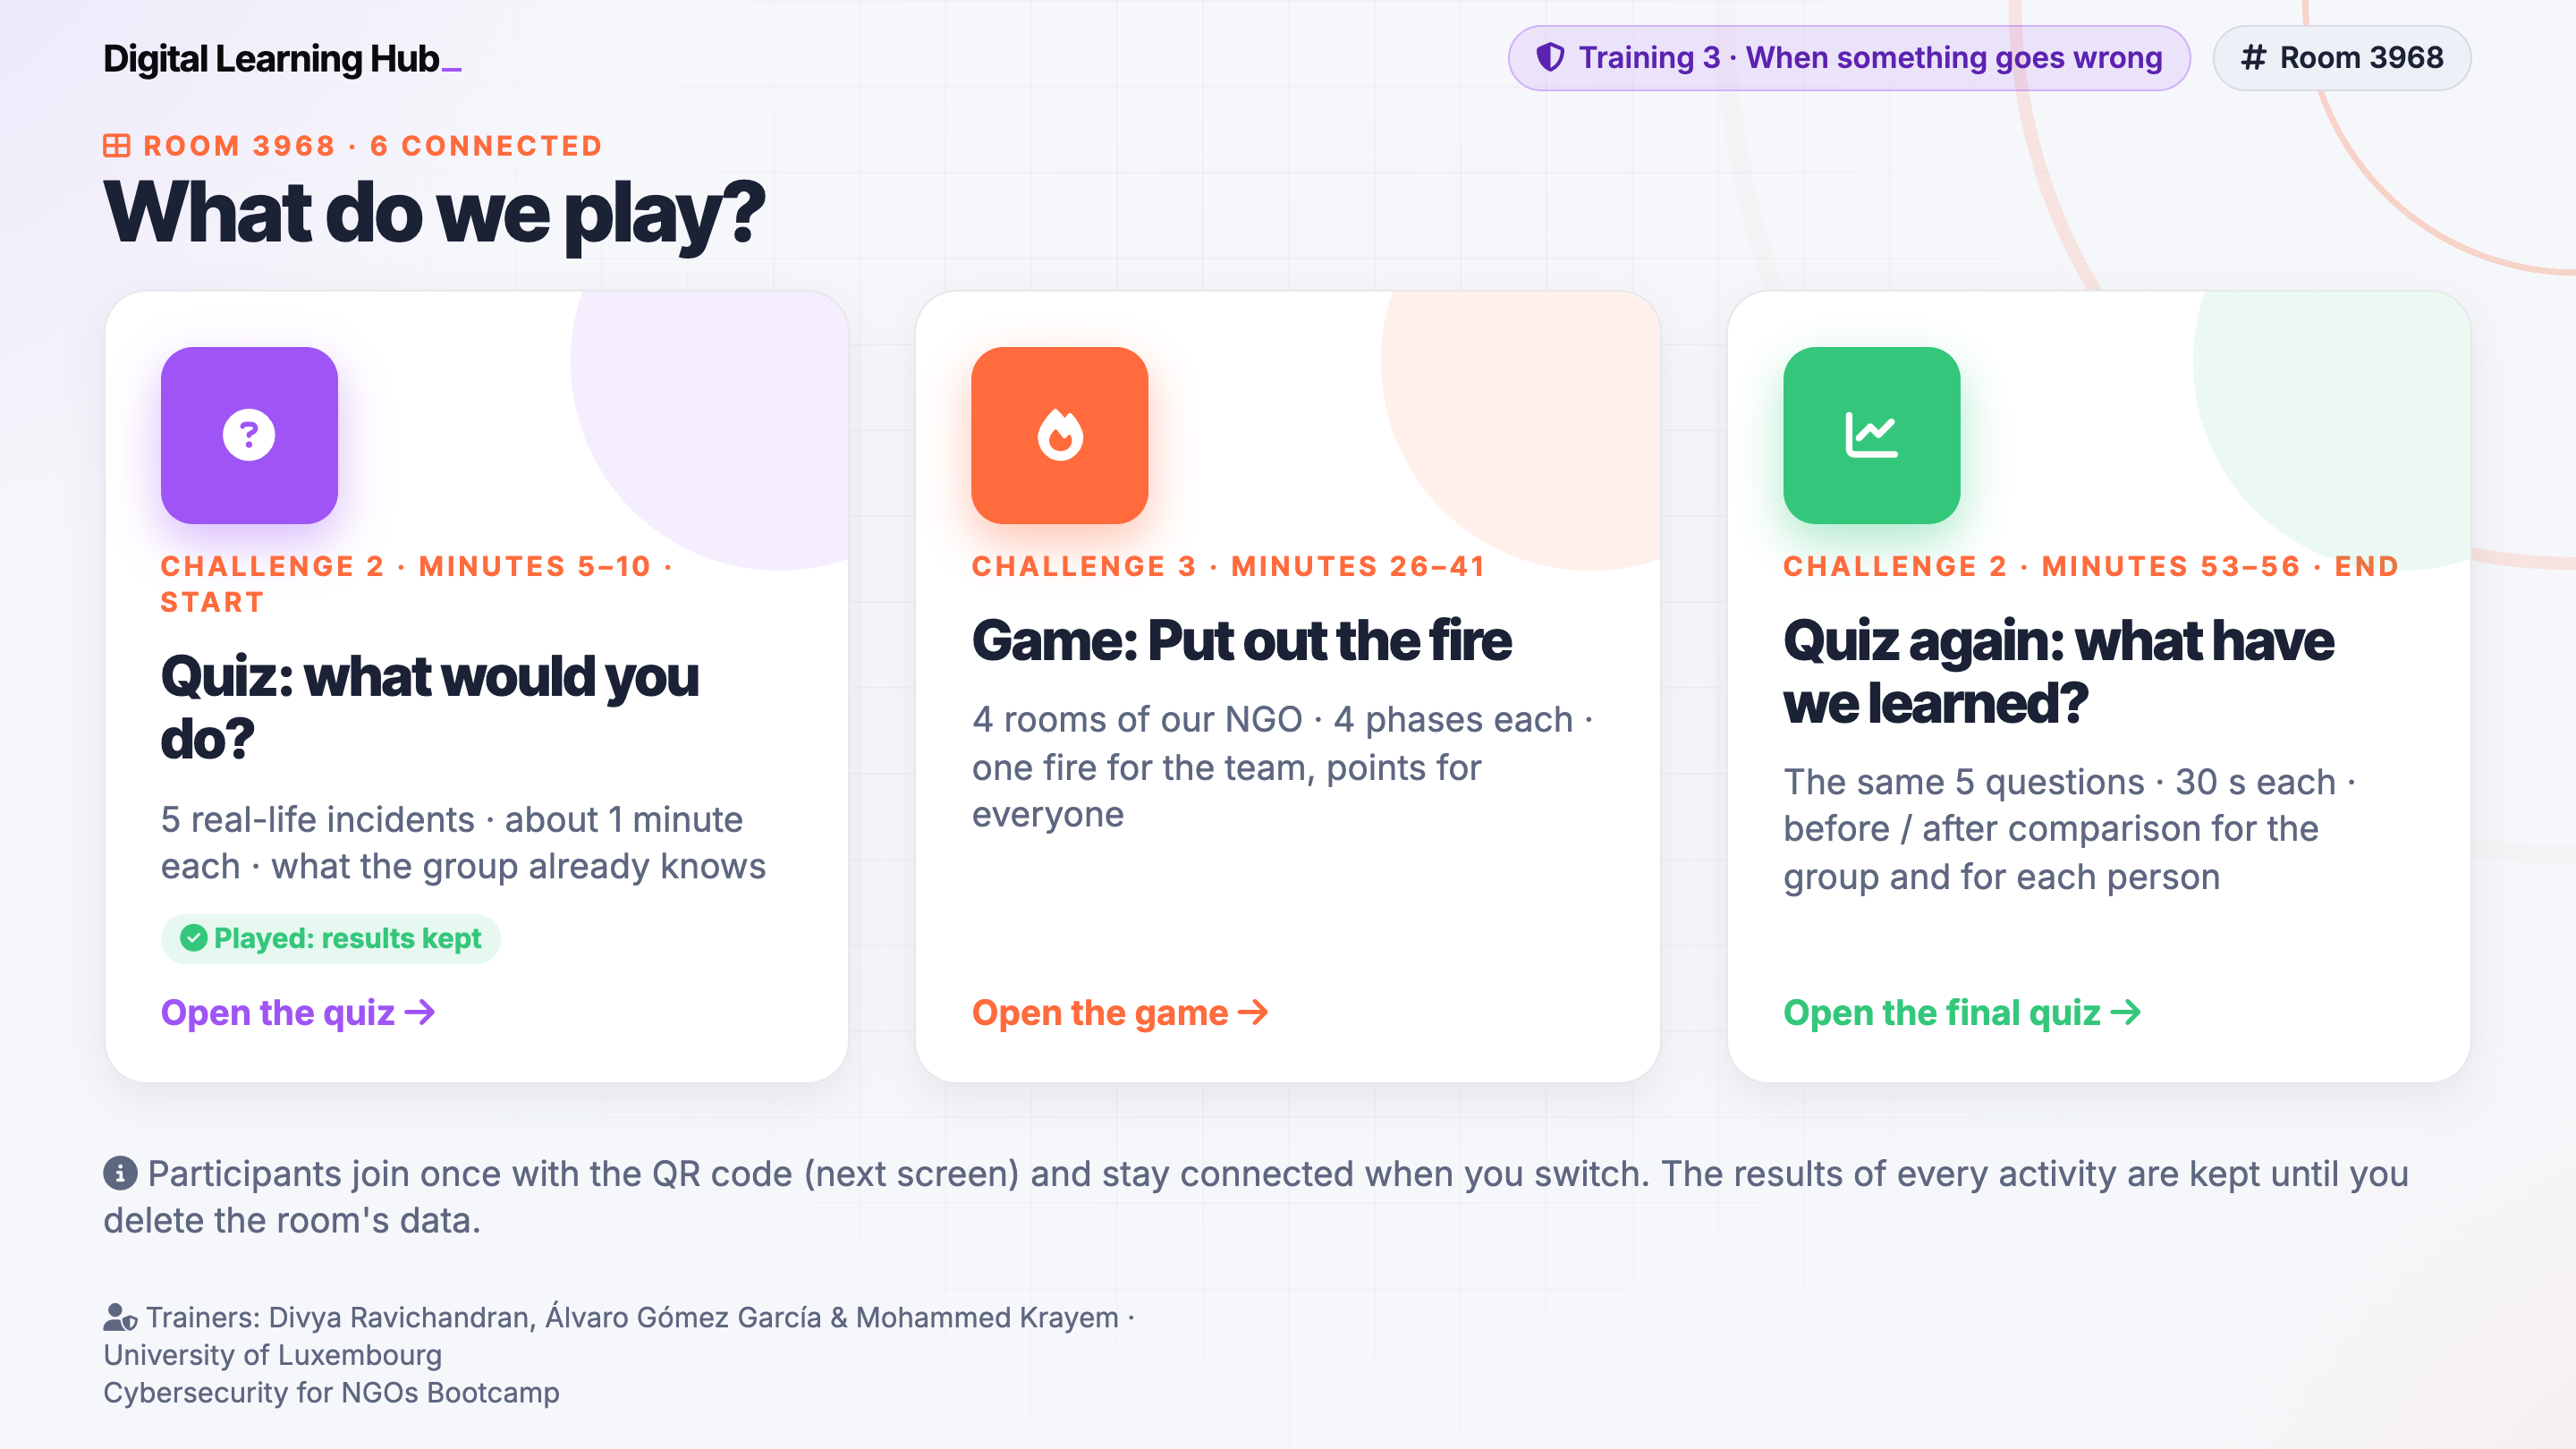 Digital Learning Hub_
Training 3 · When something goes wrong
# Room 3968
ROOM 3968 · 6 CONNECTED
What do we play?
CHALLENGE 2 · MINUTES 5–10 ·
START
Quiz: what would you
do?
5 real-life incidents · about 1 minute
each · what the group already knows
Played: results kept
Open the quiz →
CHALLENGE 3 · MINUTES 26–41
Game: Put out the fire
4 rooms of our NGO · 4 phases each ·
one fire for the team, points for
everyone
Open the game →
CHALLENGE 2 · MINUTES 53–56 · END
Quiz again: what have
we learned?
The same 5 questions · 30 s each ·
before / after comparison for the
group and for each person
Open the final quiz →
Participants join once with the QR code (next screen) and stay connected when you switch. The results of every activity are kept until you
delete the room's data.
Trainers: Divya Ravichandran, Álvaro Gómez García & Mohammed Krayem ·
University of Luxembourg
Cybersecurity for NGOs Bootcamp